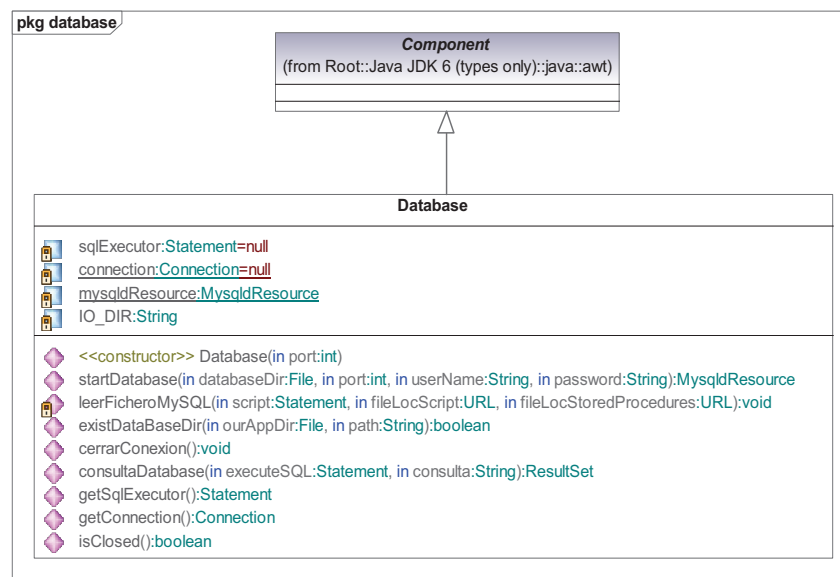 pkg database
Component
(from Root::Java JDK 6 (types only)::java::awt)
Database
sqlExecutor:Statement=null
connection:Connection=null
mysqldResource:MysqldResource
IO_DIR:String
<<constructor>> Database(in port:int)
startDatabase(in databaseDir:File, in port:int, in userName:String, in password:String):MysqldResource
leerFicheroMySQL(in script:Statement, in fileLocScript:URL, in fileLocStoredProcedures:URL):void
existDataBaseDir(in ourAppDir:File, in path:String):boolean
cerrarConexion():void
consultaDatabase(in executeSQL:Statement, in consulta:String):ResultSet
getSqlExecutor():Statement
getConnection():Connection
isClosed():boolean